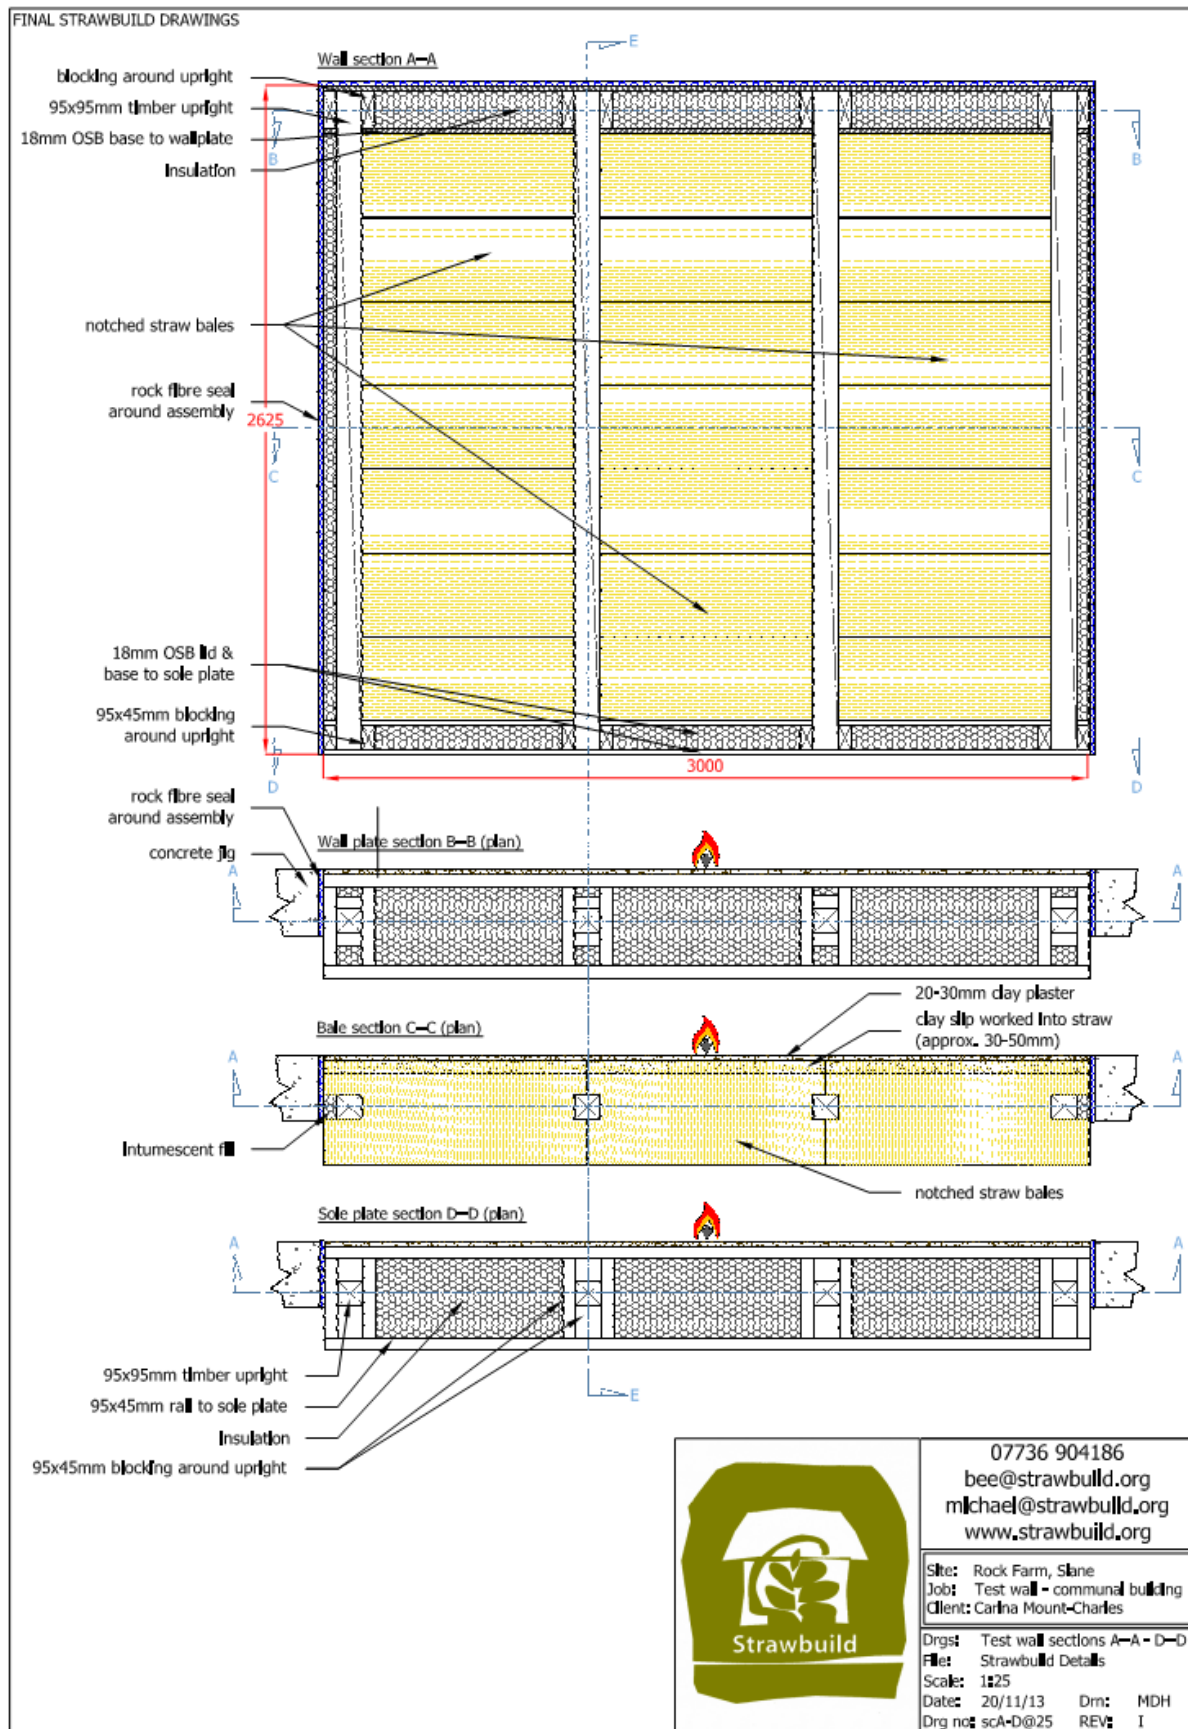 FINAL STRAWBUILD DRAWINGS
Wall section A-A
E
blocking around upright
95x95mm timber upright
18mm OSB base to wallplate
Insulation
B
B
notched straw bales
rock fibre seal
around assembly
2625
C
C
18mm OSB lid &
base to sole plate
95x45mm blocking
around upright
3000
D
D
rock fibre seal
around assembly
concrete jig
Wall plate section B-B (plan)
A
A
20-30mm clay plaster
clay slip worked into straw
(approx. 30-50mm)
Bale section C-C (plan)
A
A
Intumescent fill
notched straw bales
Sole plate section D-D (plan)
A
A
95x95mm timber upright
95x45mm rail to sole plate
Insulation
95x45mm blocking around upright
E
Strawbuild
07736 904186
bee@strawbuild.org
michael@strawbuild.org
www.strawbuild.org
Site: Rock Farm, Slane
Job: Test wall - communal building
Client: Carina Mount-Charles
Drgs: Test wall sections A-A - D-D
File: Strawbuild Details
Scale: 1:25
Date: 20/11/13 Drn: MDH
Drg no: scA-D@25 REV: I